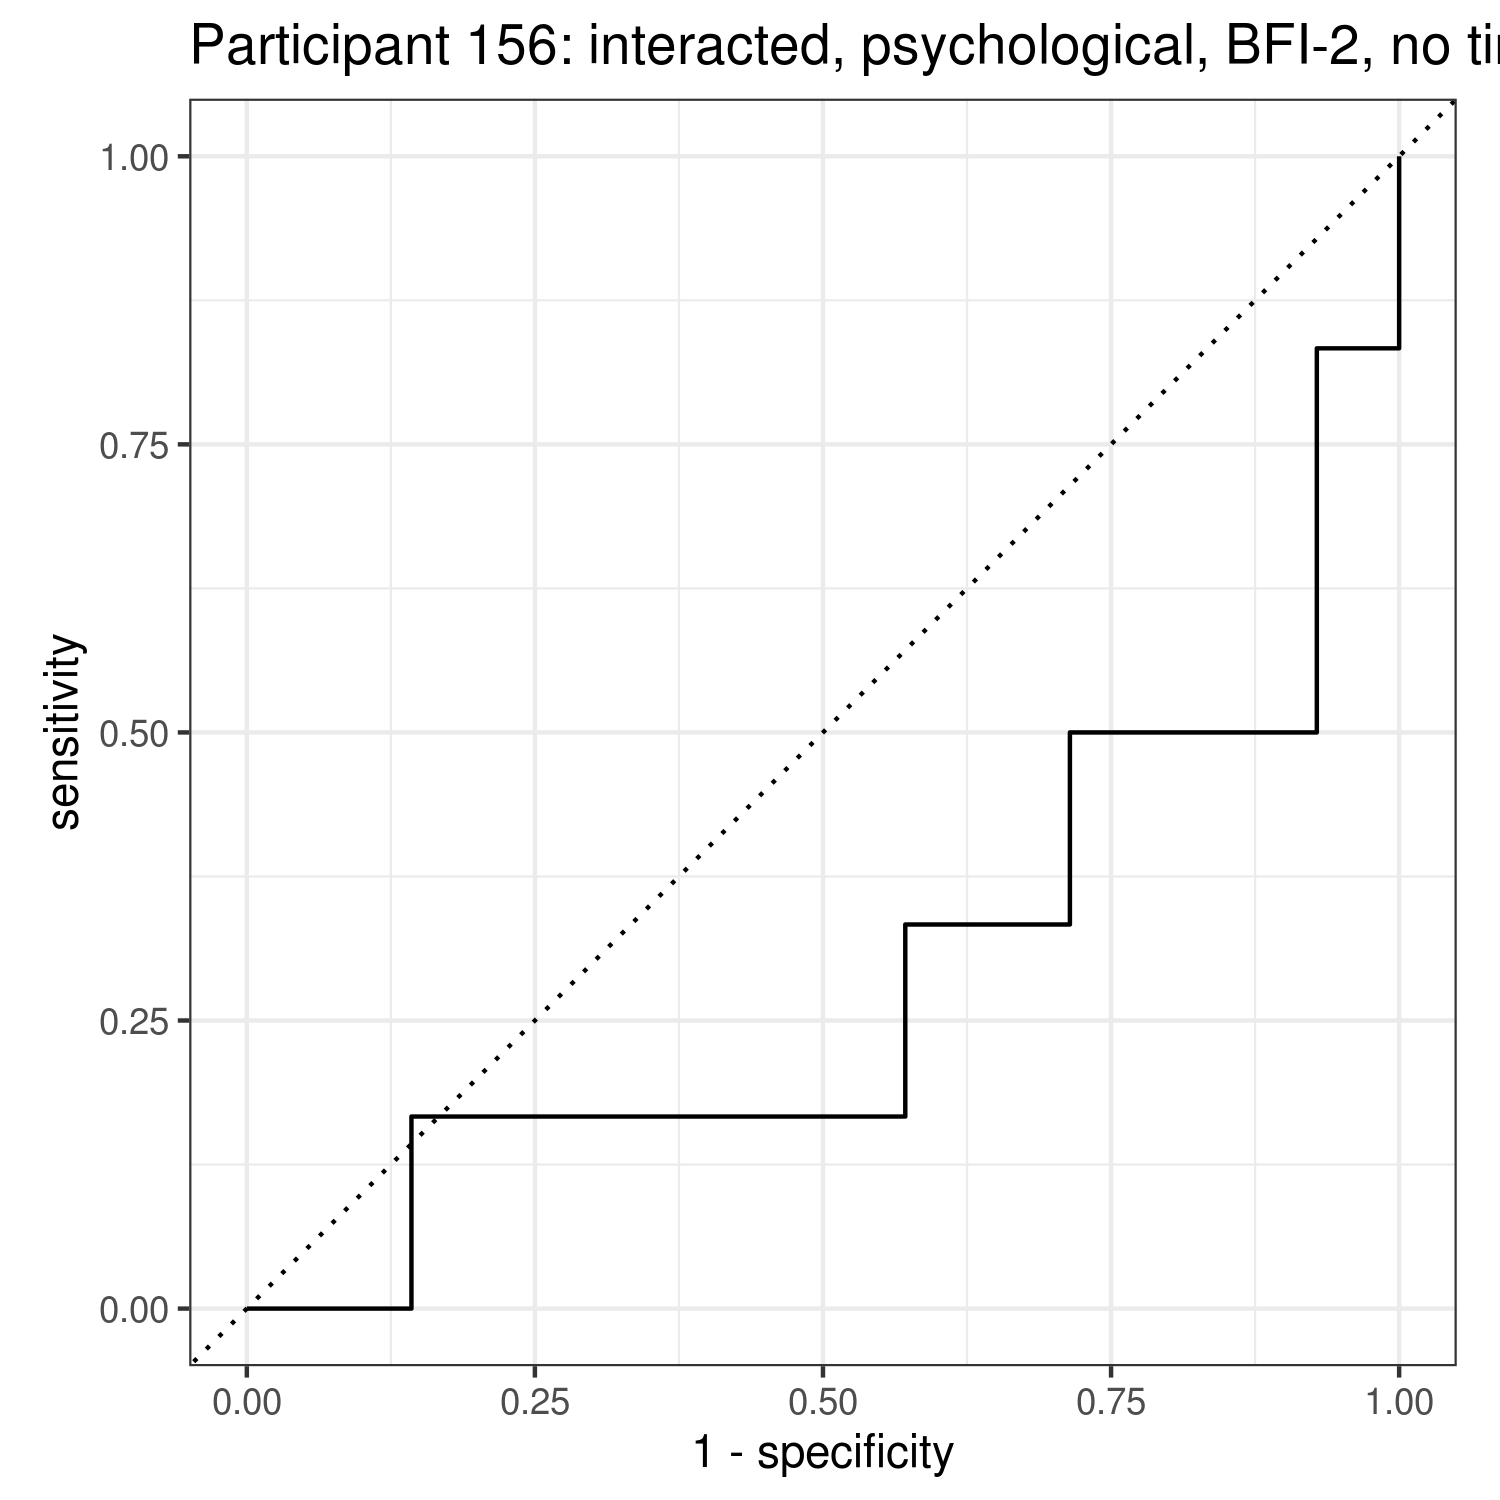 Participant 156: interacted, psychological, BFI-2, no
1.00
0.75
0.50
0.25
0.00
sensitivity
0.00 0.25 0.50 0.75 1.00
1 - specificity